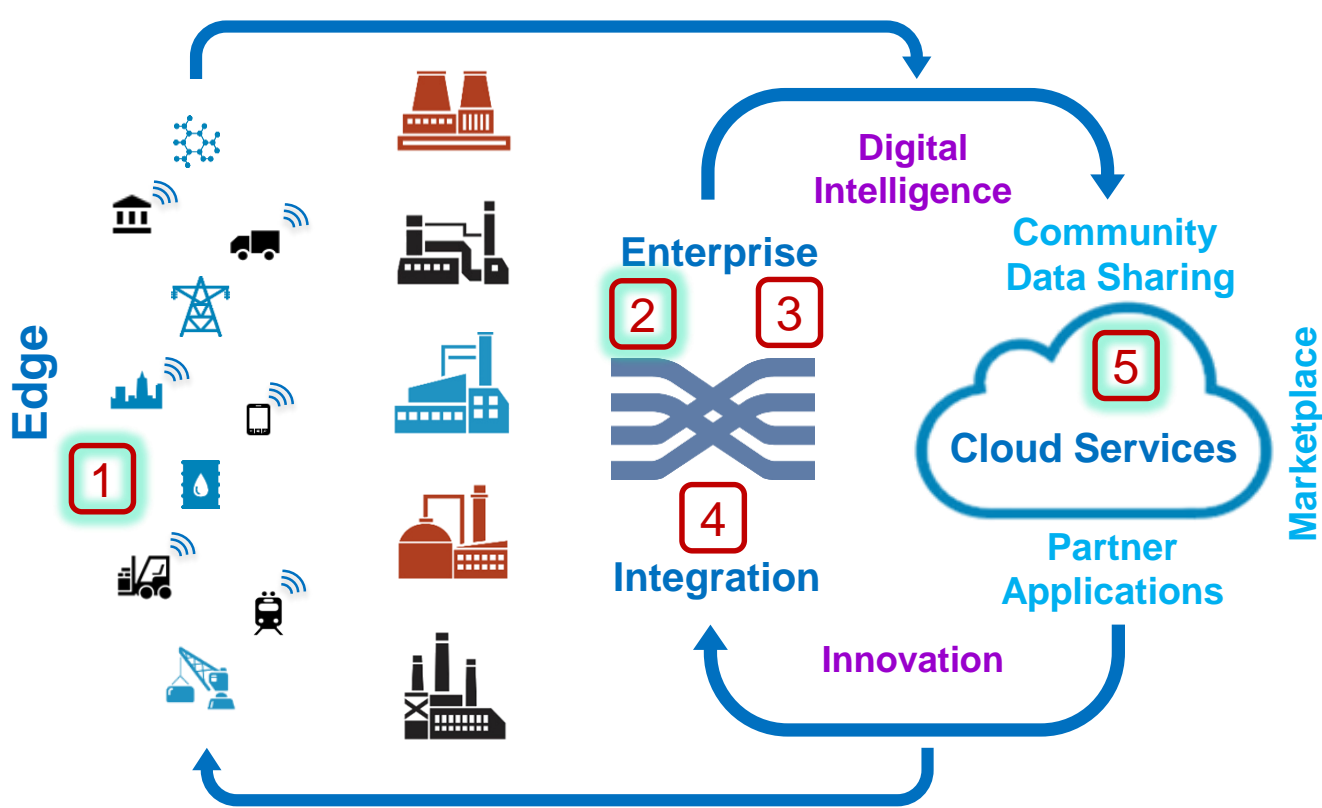 Digital
Intelligence
Enterprise
Community
Data Sharing
2
3
5
Edge
Marketplace
Cloud Services
1
4
Integration
Partner
Applications
Innovation